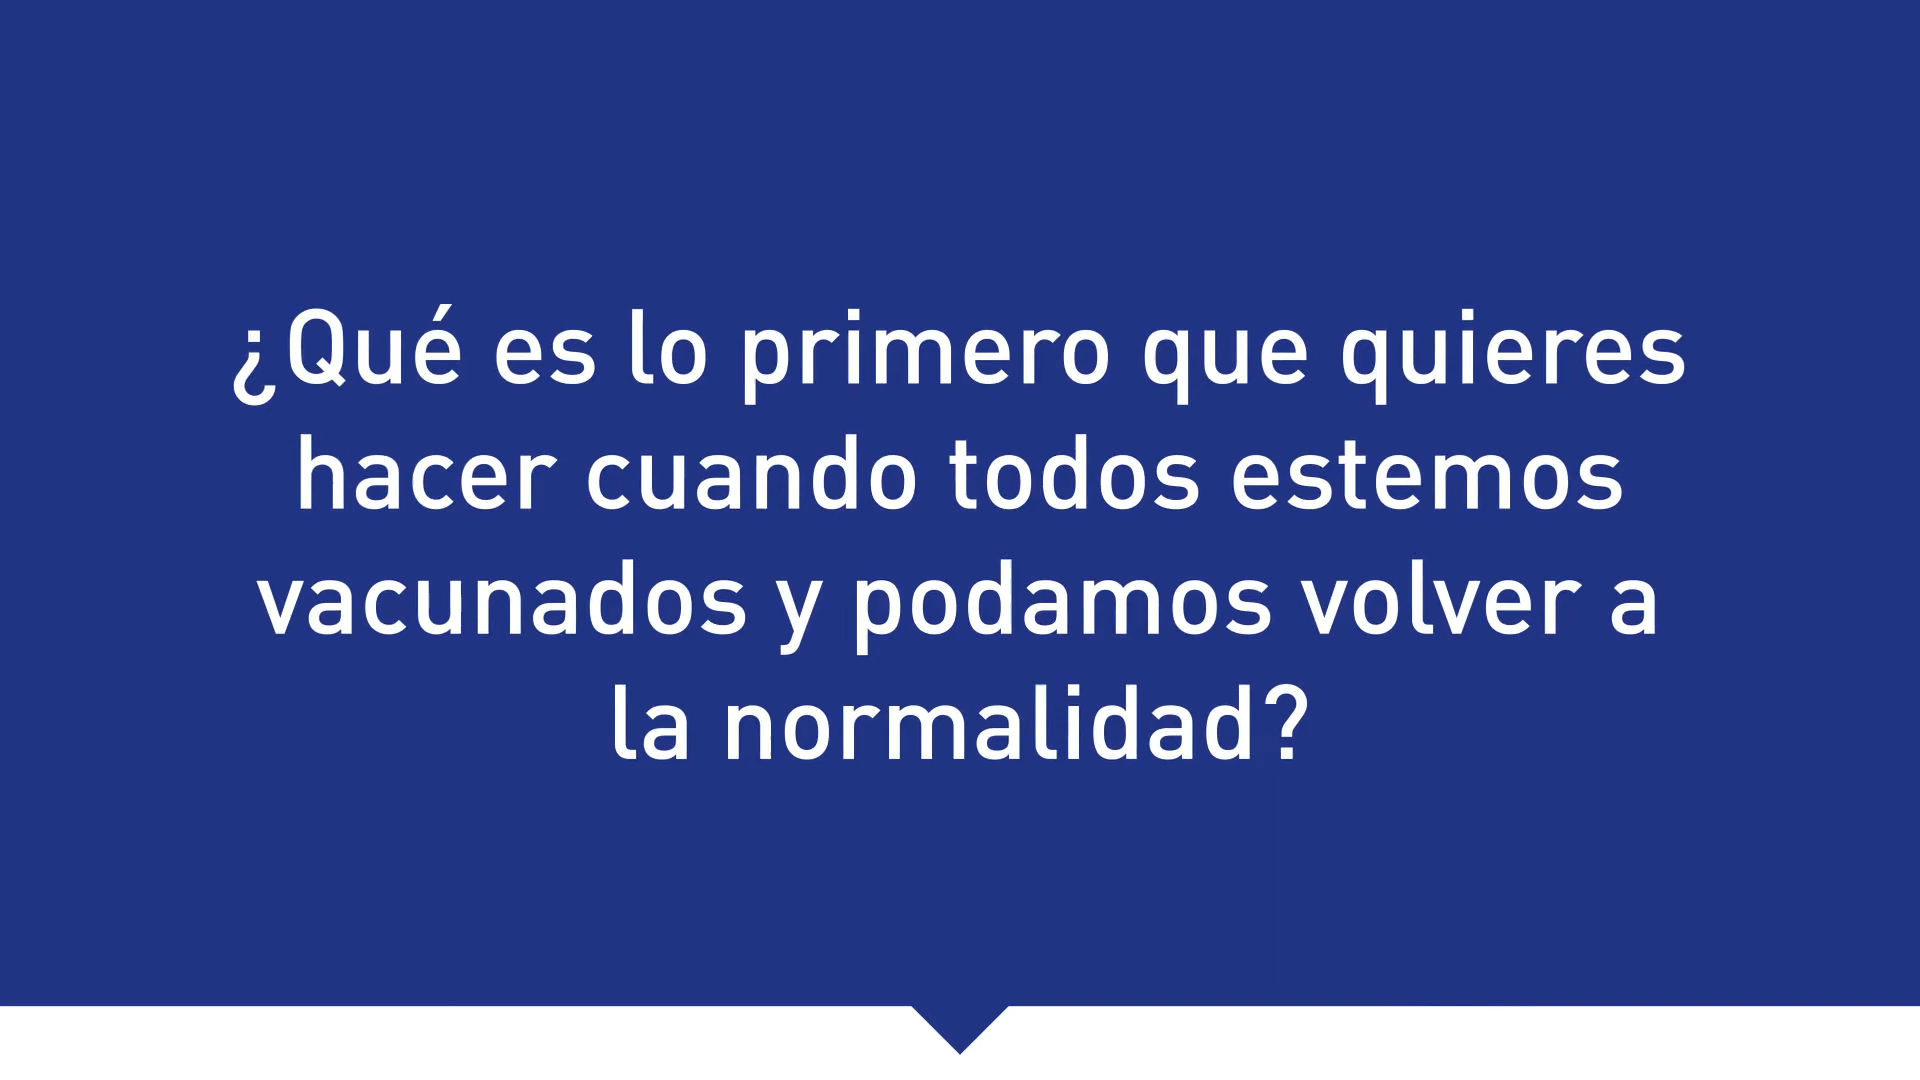 ¿Qué es lo primero que quieres
hacer cuando todos estemos
vacunados y podamos volver a
la normalidad?